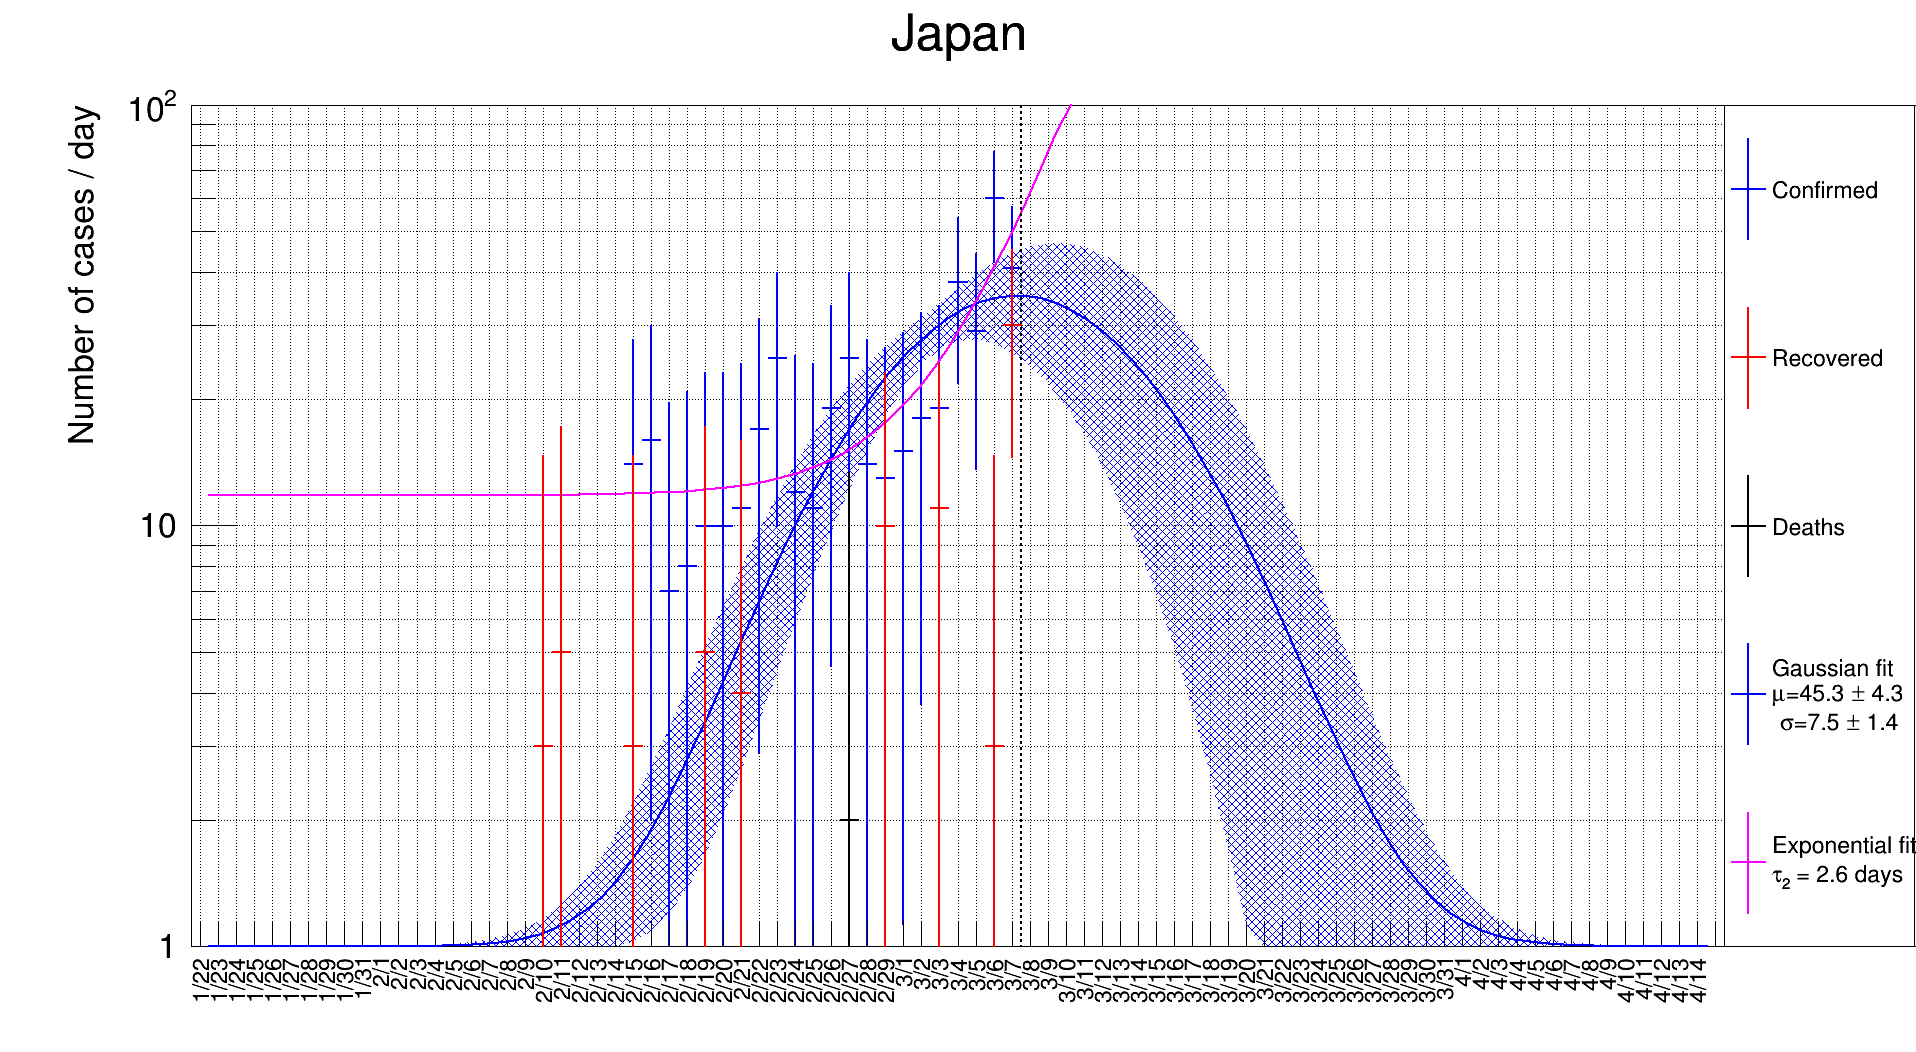 Japan
Number of cases / day
10²
10
1
1/22 1/23 1/24 1/25 1/26 1/27 1/28 1/29 1/30 1/31 2/1 2/2 2/3 2/4 2/5 2/6 2/7 2/8 2/9 2/10 2/11 2/12 2/13 2/14 2/15 2/16 2/17 2/18 2/19 2/20 2/21 2/22 2/23 2/24 2/25 2/26 2/27 2/28 2/29 3/1 3/2 3/3 3/4 3/5 3/6 3/7 3/8 3/9 3/10 3/11 3/12 3/13 3/14 3/15 3/16 3/17 3/18 3/19 3/20 3/21 3/22 3/23 3/24 3/25 3/26 3/27 3/28 3/29 3/30 3/31 4/1 4/2 4/3 4/4 4/5 4/6 4/7 4/8 4/9 4/10 4/11 4/12 4/13 4/14
Confirmed
Recovered
Deaths
Gaussian fit
μ=45.3 ± 4.3
σ=7.5 ± 1.4
Exponential fit
τ₂ = 2.6 days